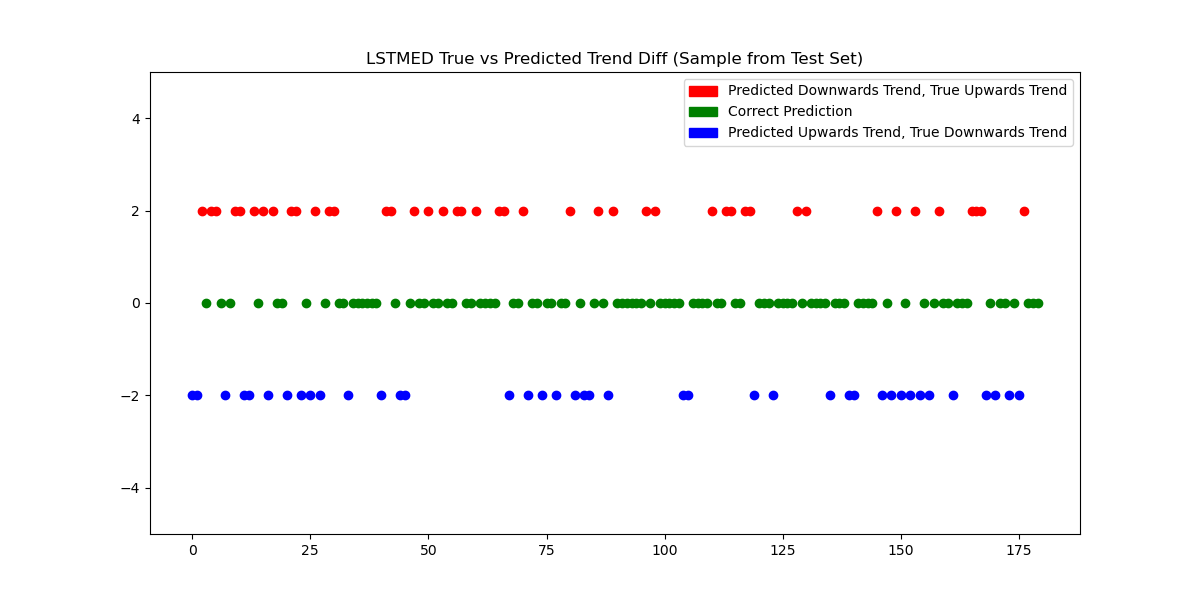 LSTMED True vs Predicted Trend Diff (Sample from Test Set)
Predicted Downwards Trend, True Upwards Trend
Correct Prediction
Predicted Upwards Trend, True Downwards Trend
4
2
0
−2
−4
0 25 50 75 100 125 150 175